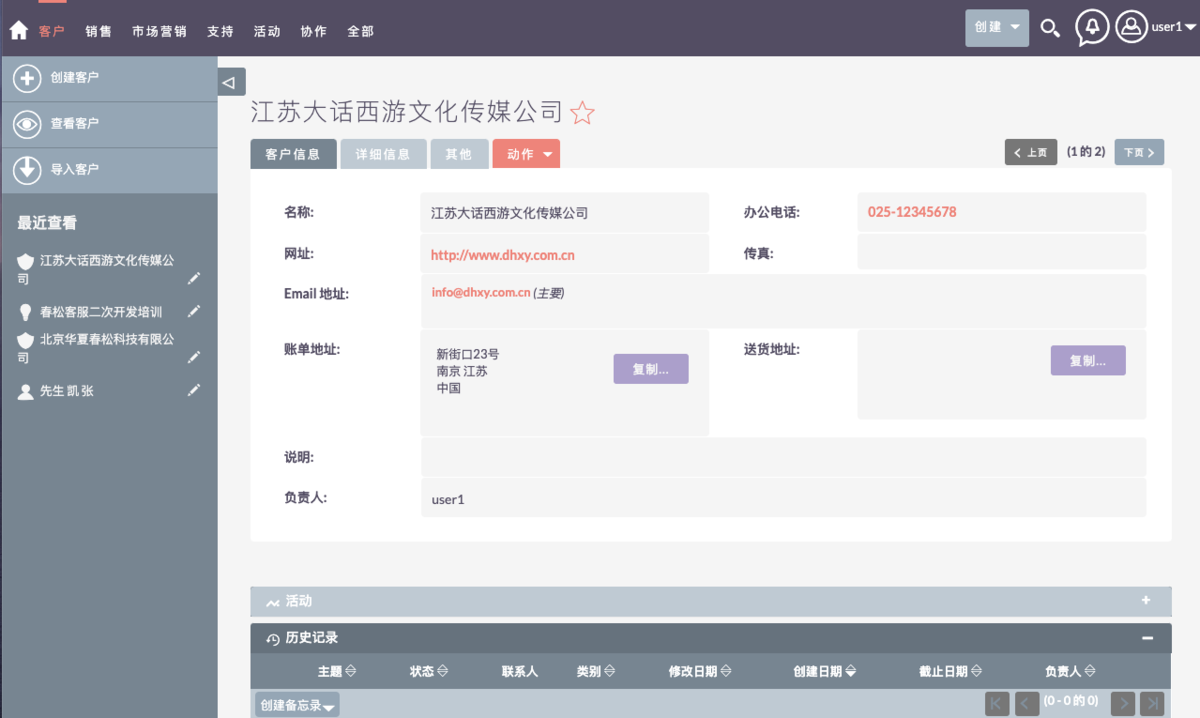 客户 销售 市场营销 支持 活动 协作 全部 创建 user1
创建客户
查看客户
导入客户
最近查看
江苏大话西游文化传媒公
司
春松客服二次开发培训
北京华夏春松科技有限公
司
先生 凯 张
江苏大话西游文化传媒公司
客户信息 详细信息 其他 动作 上页 (1 的 2) 下页
名称: 江苏大话西游文化传媒公司 办公电话: 025-12345678
网址: http://www.dhxy.com.cn 传真:
Email 地址: info@dhxy.com.cn (主要)
账单地址: 新街口23号
南京 江苏
中国
复制... 送货地址: 复制...
说明:
负责人: user1
活动
历史记录
主题 状态 联系人 类别 修改日期 创建日期 截止日期 负责人
创建备忘录 (0 - 0 的 0)